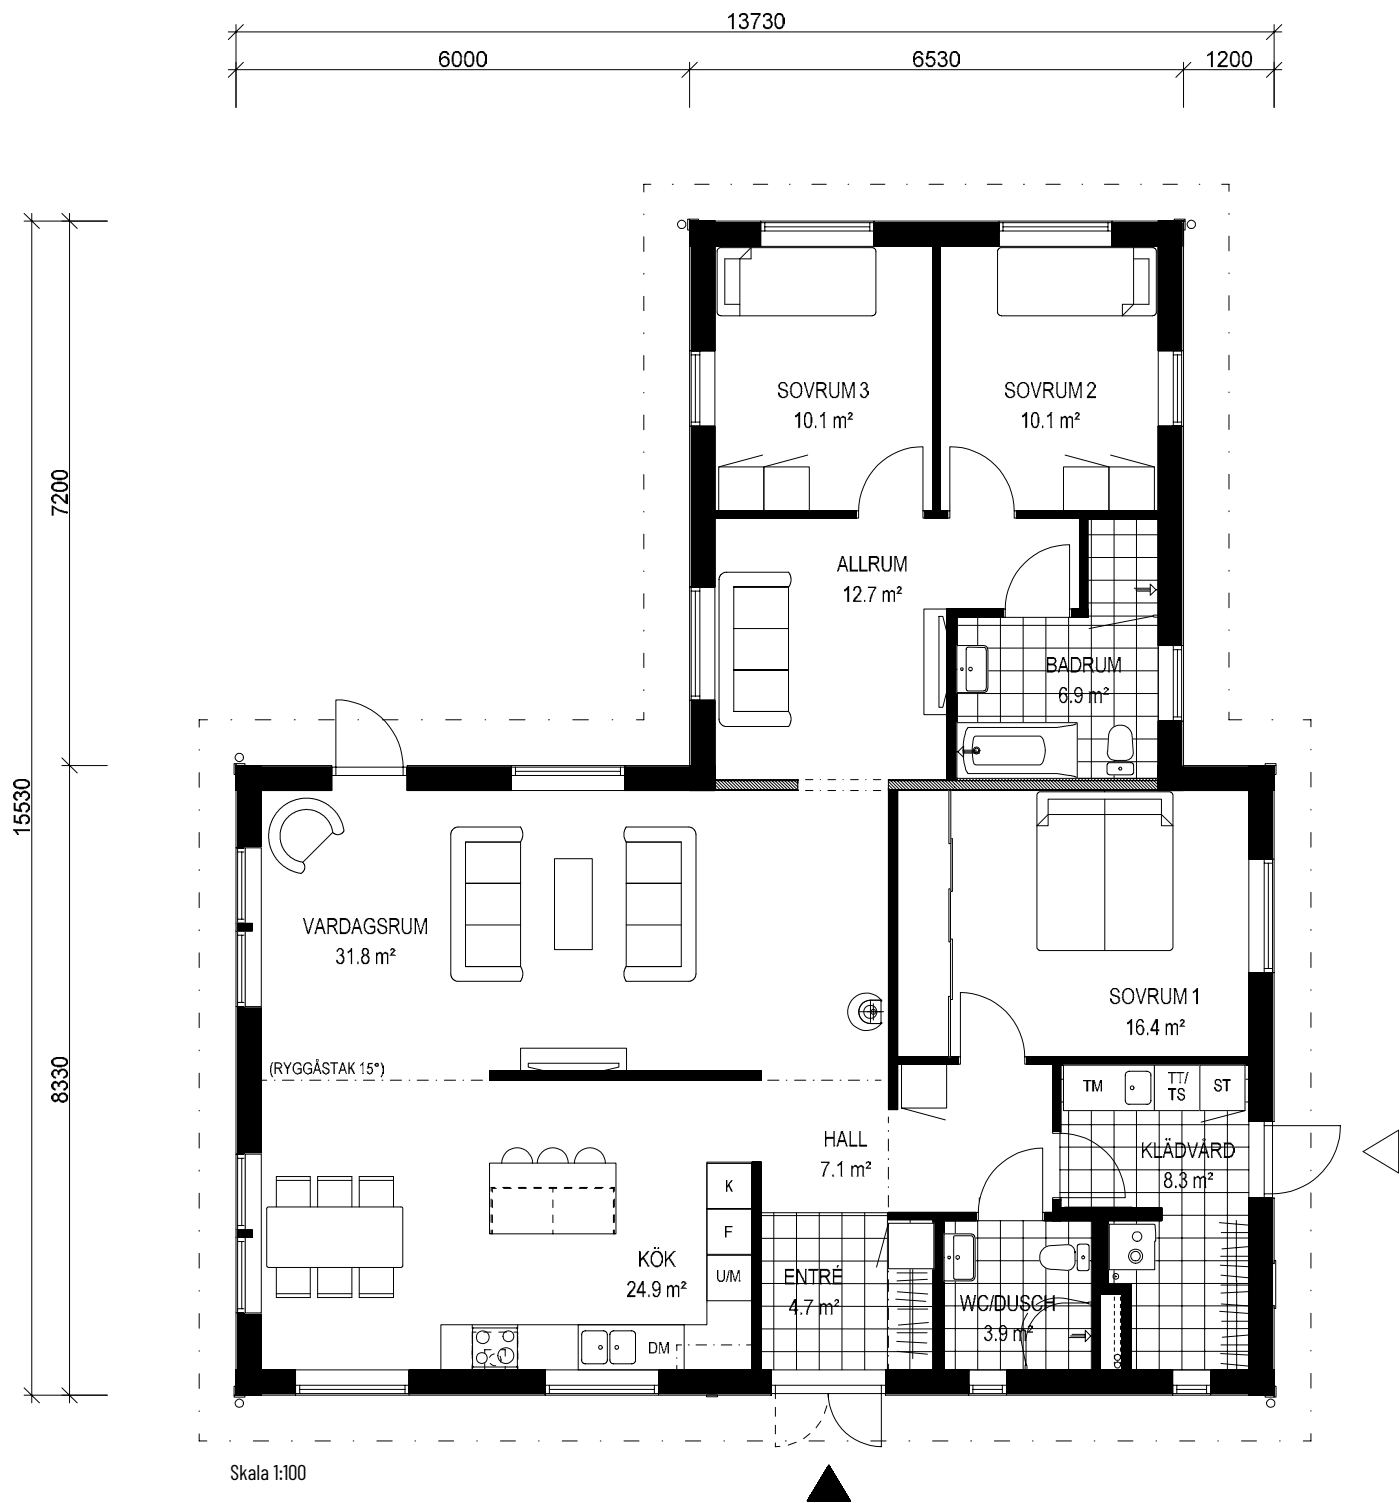 13730
6000
6530
1200
7200
15530
8330
SOVRUM 3
10.1 m²
SOVRUM 2
10.1 m²
ALLRUM
12.7 m²
BADRUM
6.9 m²
VARDAGSRUM
31.8 m²
SOVRUM 1
16.4 m²
(RYGGÅSTAK 15°)
TM
TT/
TS
ST
HALL
7.1 m²
KLÄDVÅRD
8.3 m²
K
F
U/M
KÖK
24.9 m²
ENTRÉ
4.7 m²
WC/DUSCH
3.9 m²
DM
Skala 1:100